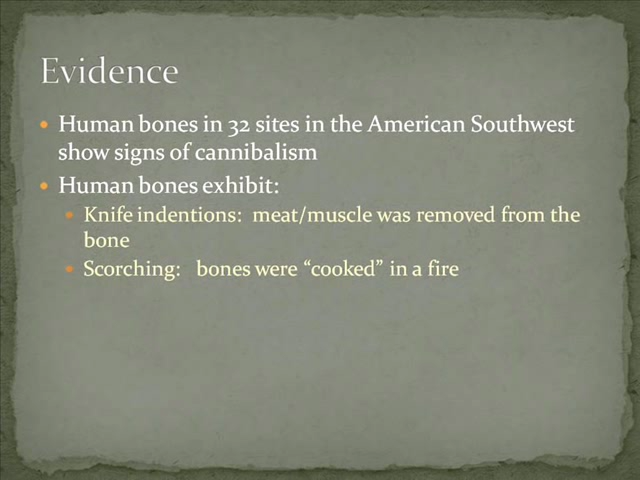 Evidence
• Human bones in 32 sites in the American Southwest
show signs of cannibalism
• Human bones exhibit:
• Knife indentions:  meat/muscle was removed from the
bone
• Scorching:   bones were “cooked” in a fire